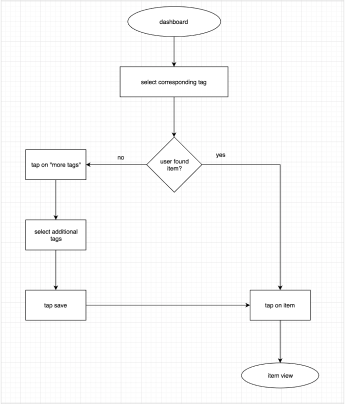 dashboard
select corresponding tag
user found
item?
no
yes
tap on "more tags"
select additional
tags
tap save
tap on item
item view